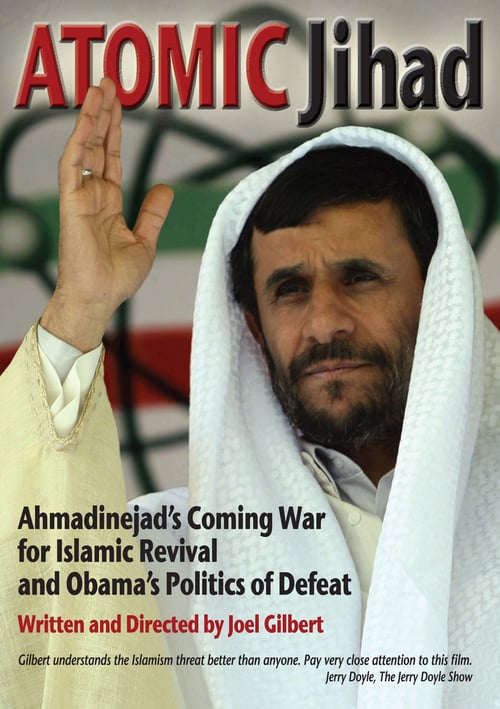 ATOMIC Jihad
Ahmadinejad's Coming War
for Islamic Revival
and Obama's Politics of Defeat
Written and Directed by Joel Gilbert
Gilbert understands the Islamism threat better than anyone. Pay very close attention to this film.
Jerry Doyle, The Jerry Doyle Show